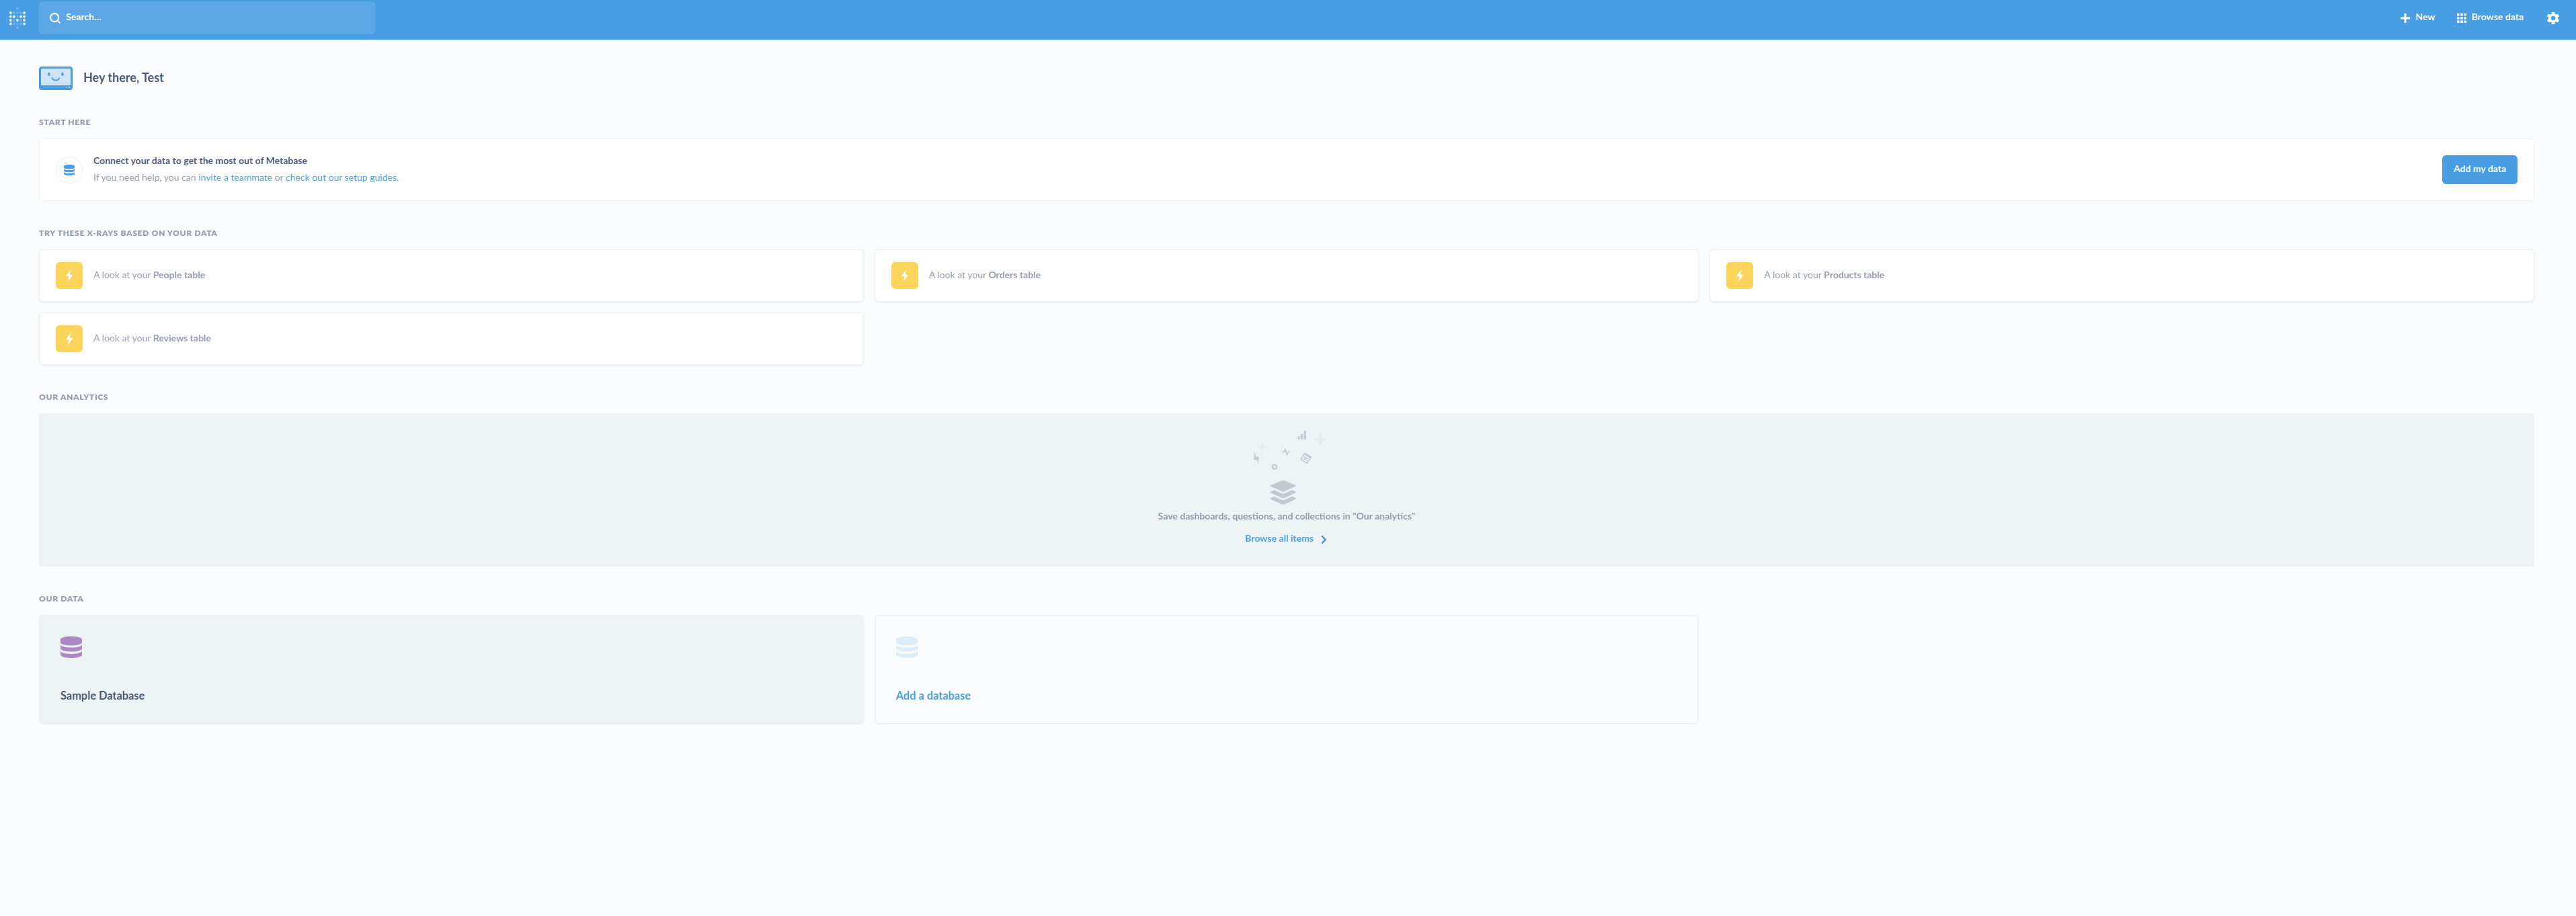 Search...
New
Browse data
Hey there, Test
START HERE
Connect your data to get the most out of Metabase
If you need help, you can invite a teammate or check out our setup guides.
Add my data
TRY THESE X-RAYS BASED ON YOUR DATA
A look at your People table
A look at your Orders table
A look at your Products table
A look at your Reviews table
OUR ANALYTICS
Save dashboards, questions, and collections in "Our analytics"
Browse all items
OUR DATA
Sample Database
Add a database